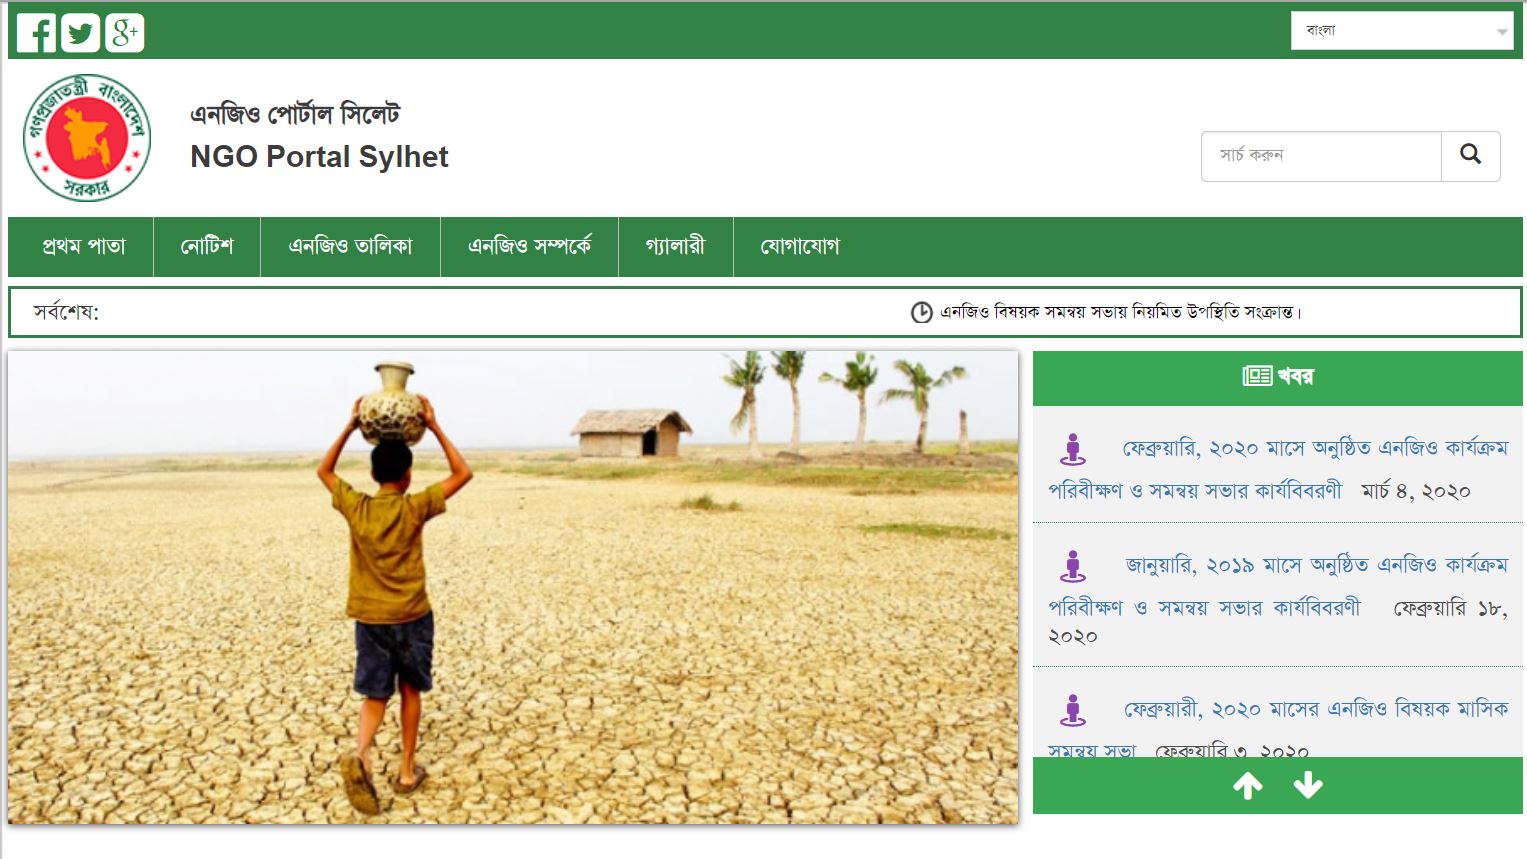 বাংলা
গণপ্রজাতন্ত্রী বাংলাদেশ
সরকার
এনজিও পোর্টাল সিলেট
NGO Portal Sylhet
সার্চ করুন
প্রথম পাতা
নোটিশ
এনজিও তালিকা
এনজিও সম্পর্কে
গ্যালারী
যোগাযোগ
সর্বশেষ:
এনজিও বিষয়ক সমন্বয় সভায় নিয়মিত উপস্থিতি সংক্রান্ত।
খবর
ফেব্রুয়ারি, ২০২০ মাসে অনুষ্ঠিত এনজিও কার্যক্রম
পরিবীক্ষণ ও সমন্বয় সভার কার্যবিবরণী মার্চ ৪, ২০২০
জানুয়ারি, ২০১৯ মাসে অনুষ্ঠিত এনজিও কার্যক্রম
পরিবীক্ষণ ও সমন্বয় সভার কার্যবিবরণী ফেব্রুয়ারি ১৮,
২০২০
ফেব্রুয়ারী, ২০২০ মাসের এনজিও বিষয়ক মাসিক
সমন্বয় সভা ফেব্রুয়ারি ৩, ২০২০